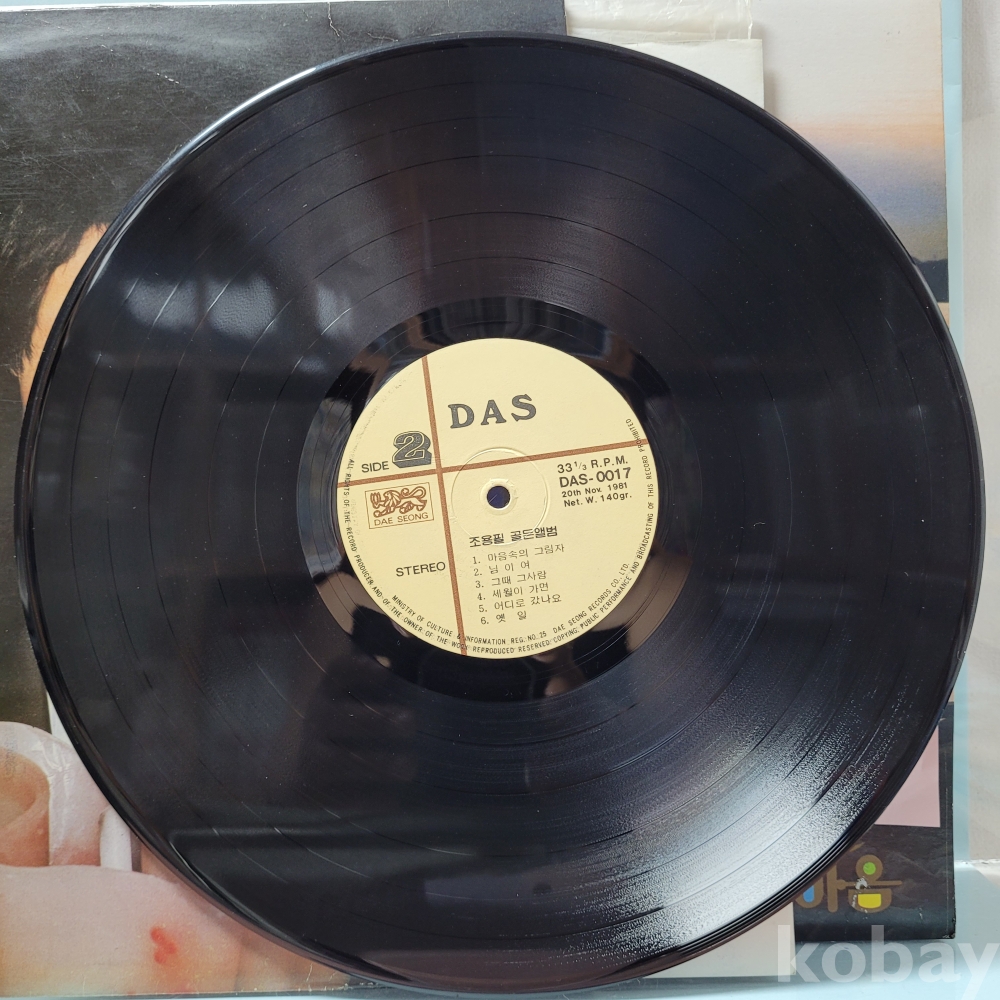 DAS
SIDE 2
33 1/3 R.P.M.
DAS-0017
20th Nov. 1981
Net. W. 140gr.
DAE SEONG
STEREO
조용필 골든앨범
1. 마음속의 그림자
2. 님 이 여
3. 그때 그사람
4. 세월이 가면
5. 어디로 갔나요
6. 옛 일
ALL RIGHTS OF THE RECORD PRODUCER AND OF THE OWNER OF THE WORK REPRODUCED RESERVED. COPYING, PUBLIC PERFORMANCE AND BROADCASTING OF THIS RECORD PROHIBITED
MINISTRY OF CULTURE & INFORMATION REG. NO. 25 DAE SEONG RECORDS CO., LTD.
마음
kobay